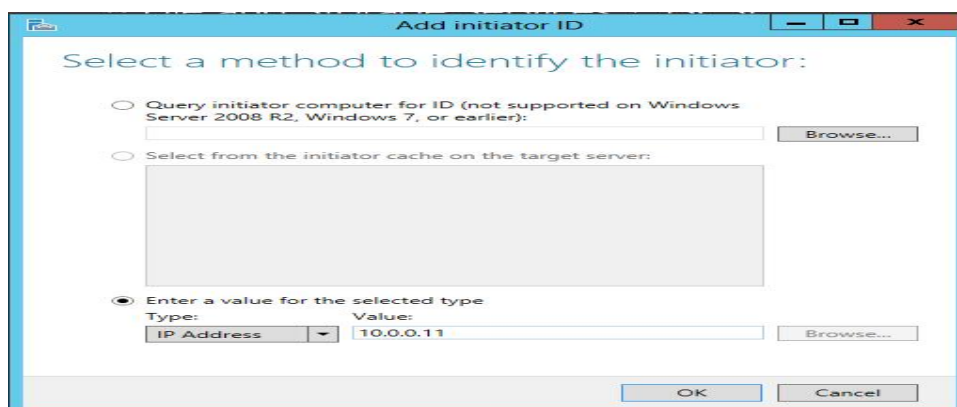 Add initiator ID
Select a method to identify the initiator:
Query initiator computer for ID (not supported on Windows
Server 2008 R2, Windows 7, or earlier):
Browse...
Select from the initiator cache on the target server:
Enter a value for the selected type
Type:
Value:
IP Address
10.0.0.11
Browse...
OK
Cancel